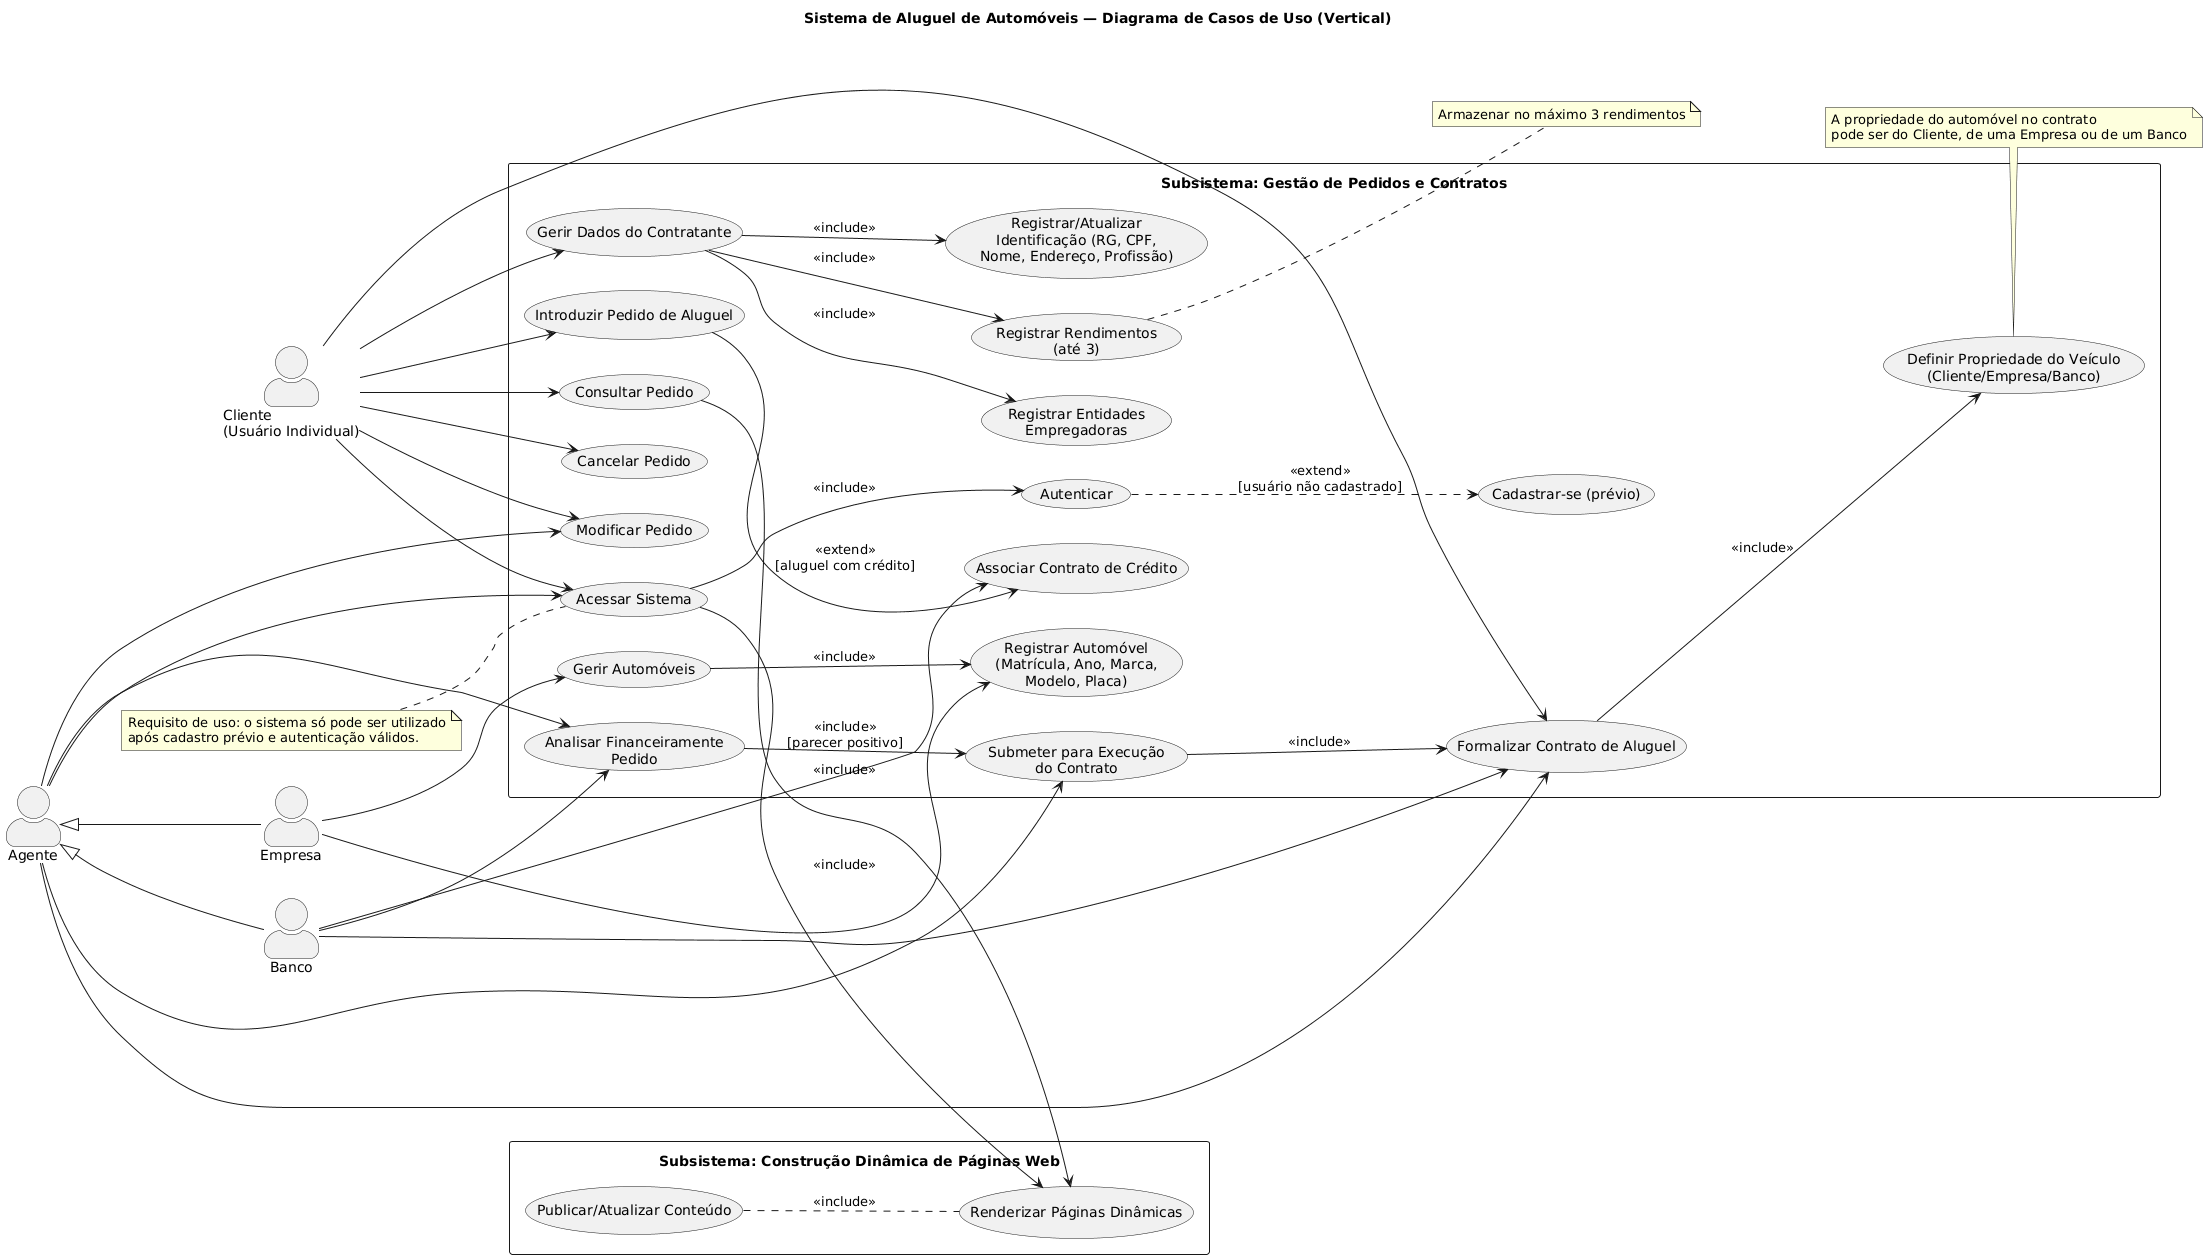 Sistema de Aluguel de Automóveis — Diagrama de Casos de Uso (Vertical)
Armazenar no máximo 3 rendimentos
A propriedade do automóvel no contrato
pode ser do Cliente, de uma Empresa ou de um Banco
Subsistema: Gestão de Pedidos e Contratos
Gerir Dados do Contratante
«include»
Registrar/Atualizar
Identificação (RG, CPF,
Nome, Endereço, Profissão)
«include»
Introduzir Pedido de Aluguel
«include»
Registrar Rendimentos
(até 3)
Definir Propriedade do Veículo
(Cliente/Empresa/Banco)
Consultar Pedido
Cliente
(Usuário Individual)
Registrar Entidades
Empregadoras
Cancelar Pedido
«include»
Autenticar
«extend»
[usuário não cadastrado]
Cadastrar-se (prévio)
Modificar Pedido
«extend»
[aluguel com crédito]
«include»
Associar Contrato de Crédito
Acessar Sistema
Gerir Automóveis
«include»
Registrar Automóvel
(Matrícula, Ano, Marca,
Modelo, Placa)
Requisito de uso: o sistema só pode ser utilizado
após cadastro prévio e autenticação válidos.
Analisar Financeiramente
Pedido
«include»
[parecer positivo]
«include»
Submeter para Execução
do Contrato
«include»
Formalizar Contrato de Aluguel
Agente
Empresa
«include»
Banco
Subsistema: Construção Dinâmica de Páginas Web
Publicar/Atualizar Conteúdo
«include»
Renderizar Páginas Dinâmicas